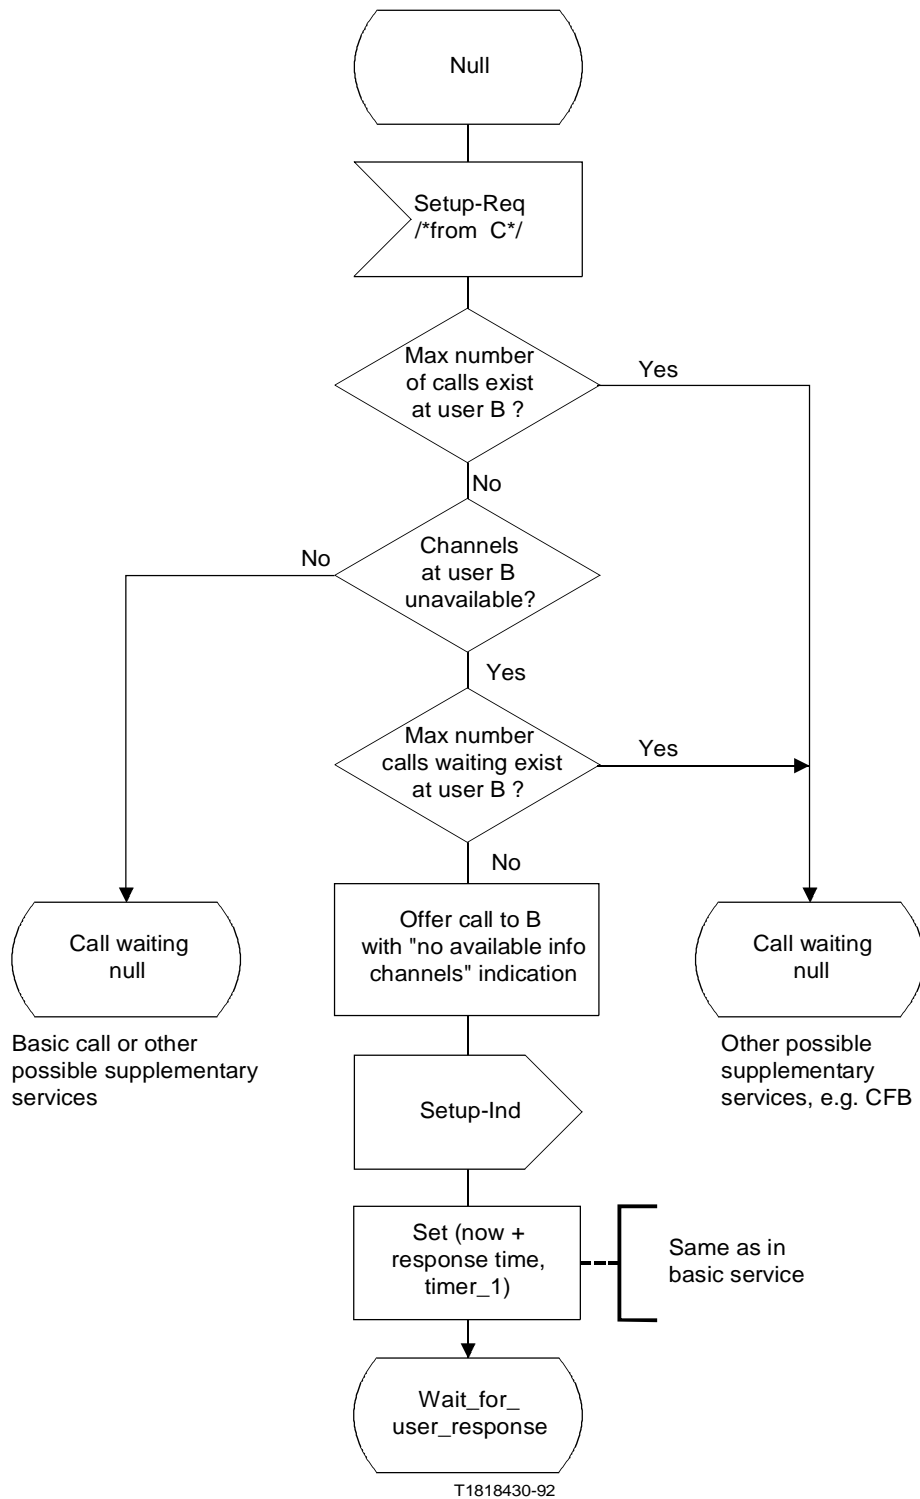 Null
Setup-Req
/*from C*/
Max number
of calls exist
at user B ?
Yes
No
Channels
at user B
unavailable?
No
Yes
Max number
calls waiting exist
at user B ?
Yes
No
Call waiting
null
Basic call or other
possible supplementary
services
Offer call to B
with "no available info
channels" indication
Call waiting
null
Other possible
supplementary
services, e.g. CFB
Setup-Ind
Set (now +
response time,
timer_1)
Same as in
basic service
Wait_for_
user_response
T1818430-92